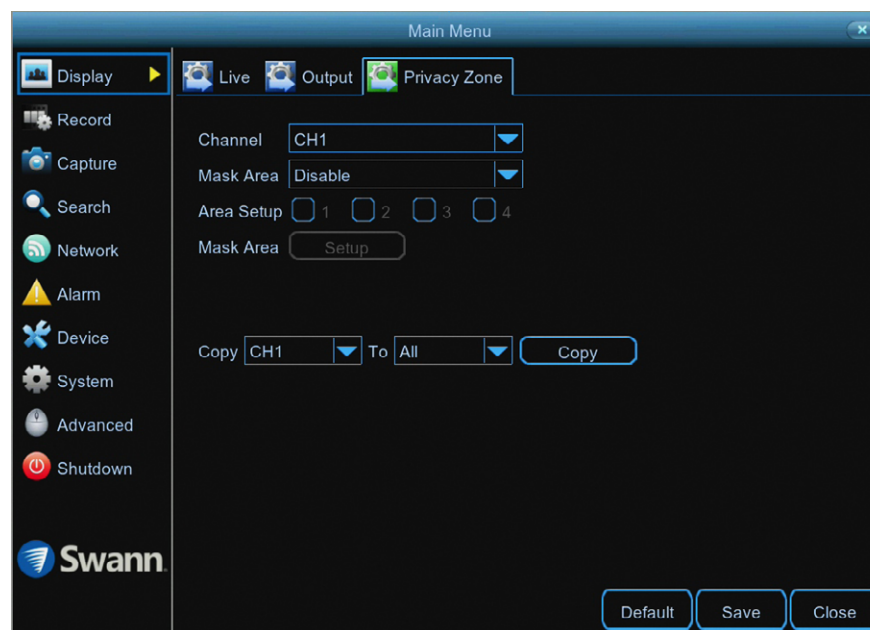 Main Menu
Display
Record
Capture
Search
Network
Alarm
Device
System
Advanced
Shutdown
Swann
Live Output Privacy Zone
Channel CH1
Mask Area Disable
Area Setup 1 2 3 4
Mask Area Setup
Copy CH1 To All Copy
Default Save Close